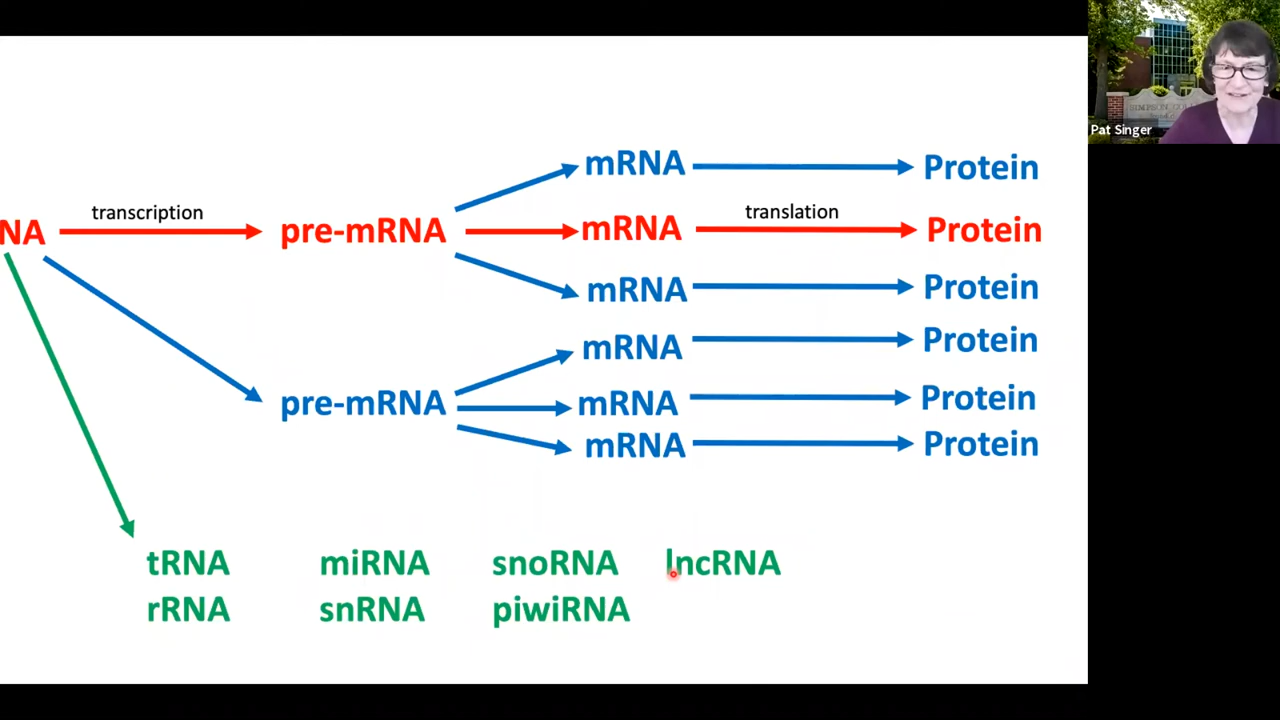 Pat Singer
mRNA Protein
transcription translation
NA pre-mRNA mRNA Protein
mRNA Protein
mRNA Protein
pre-mRNA mRNA Protein
mRNA Protein
tRNA miRNA snoRNA lncRNA
rRNA snRNA piwiRNA